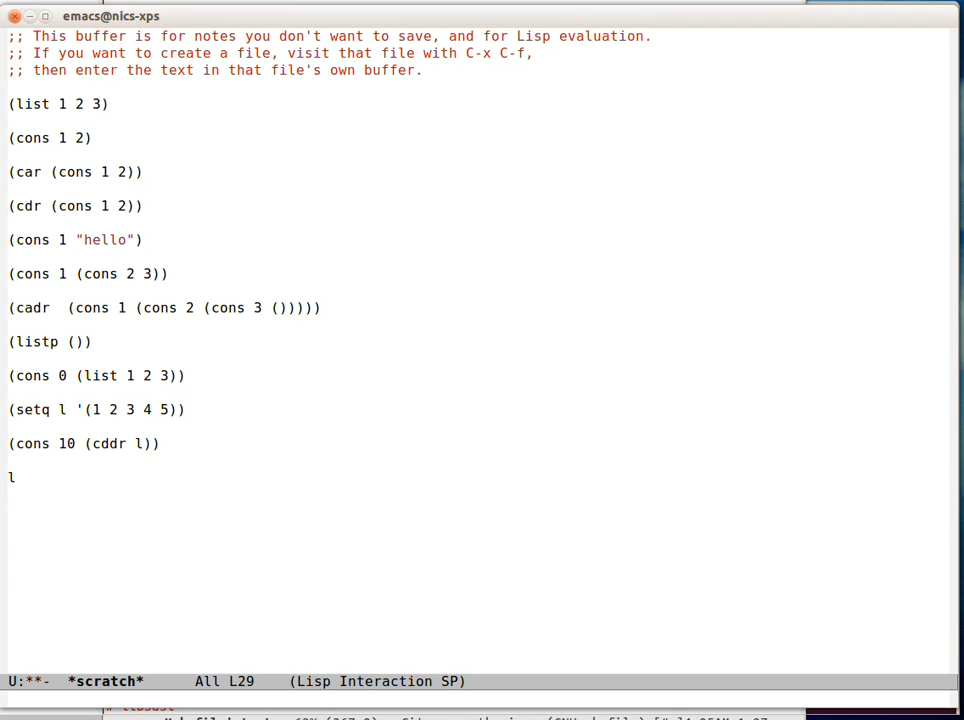 emacs@nics-xps
;; This buffer is for notes you don't want to save, and for Lisp evaluation.
;; If you want to create a file, visit that file with C-x C-f,
;; then enter the text in that file's own buffer.
(list 1 2 3)
(cons 1 2)
(car (cons 1 2))
(cdr (cons 1 2))
(cons 1 "hello")
(cons 1 (cons 2 3))
(cadr  (cons 1 (cons 2 (cons 3 ()))))
(listp ())
(cons 0 (list 1 2 3))
(setq l '(1 2 3 4 5))
(cons 10 (cddr l))
l
U:**-  *scratch*      All L29    (Lisp Interaction SP)